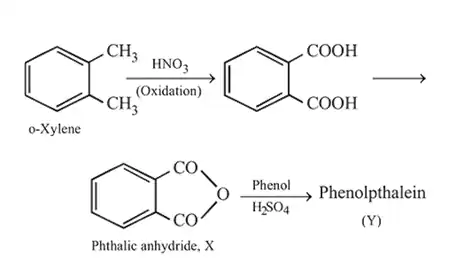 CH3
HNO3
COOH
(Oxidation)
CH3
COOH
o-Xylene
CO
O
Phenol
Phenolpthalein
H2SO4
CO
(Y)
Phthalic anhydride, X